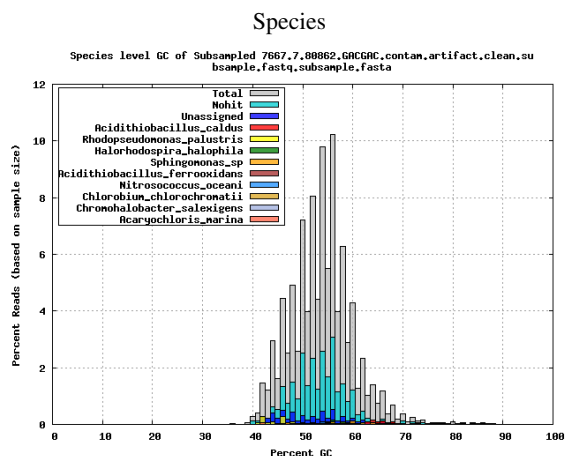 Species
Species level GC of Subsampled 7667.7.80862.GACGAC.contam.artifact.clean.su
bsample.fastq.subsample.fasta
12
10
8
6
4
2
0
Percent Reads (based on sample size)
Total
Nohit
Unassigned
Acidithiobacillus_caldus
Rhodopseudomonas_palustris
Halorhodospira_halophila
Sphingomonas_sp
Acidithiobacillus_ferrooxidans
Nitrosococcus_oceani
Chlorobium_chlorochromatii
Chromohalobacter_salexigens
Acaryochloris_marina
0 10 20 30 40 50 60 70 80 90 100
Percent GC